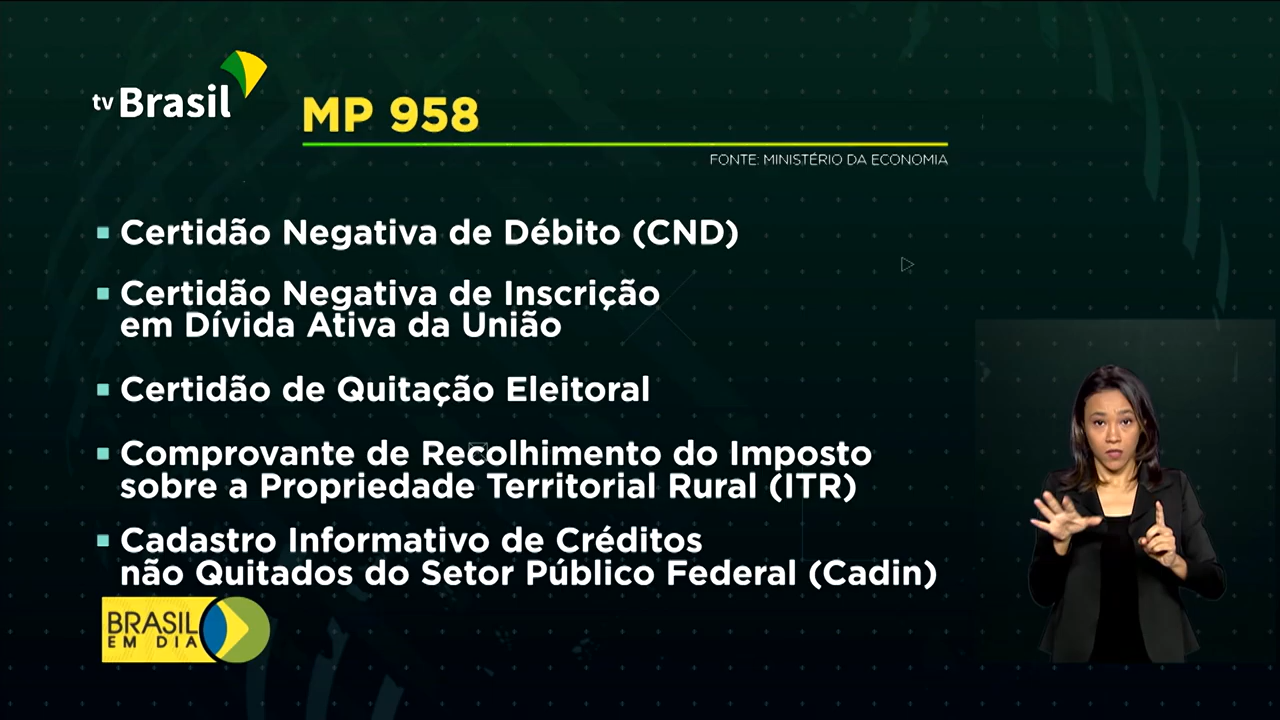 tv Brasil
MP 958
FONTE: MINISTÉRIO DA ECONOMIA
Certidão Negativa de Débito (CND)
Certidão Negativa de Inscrição
em Dívida Ativa da União
Certidão de Quitação Eleitoral
Comprovante de Recolhimento do Imposto
sobre a Propriedade Territorial Rural (ITR)
Cadastro Informativo de Créditos
não Quitados do Setor Público Federal (Cadin)
BRASIL
EM DIA